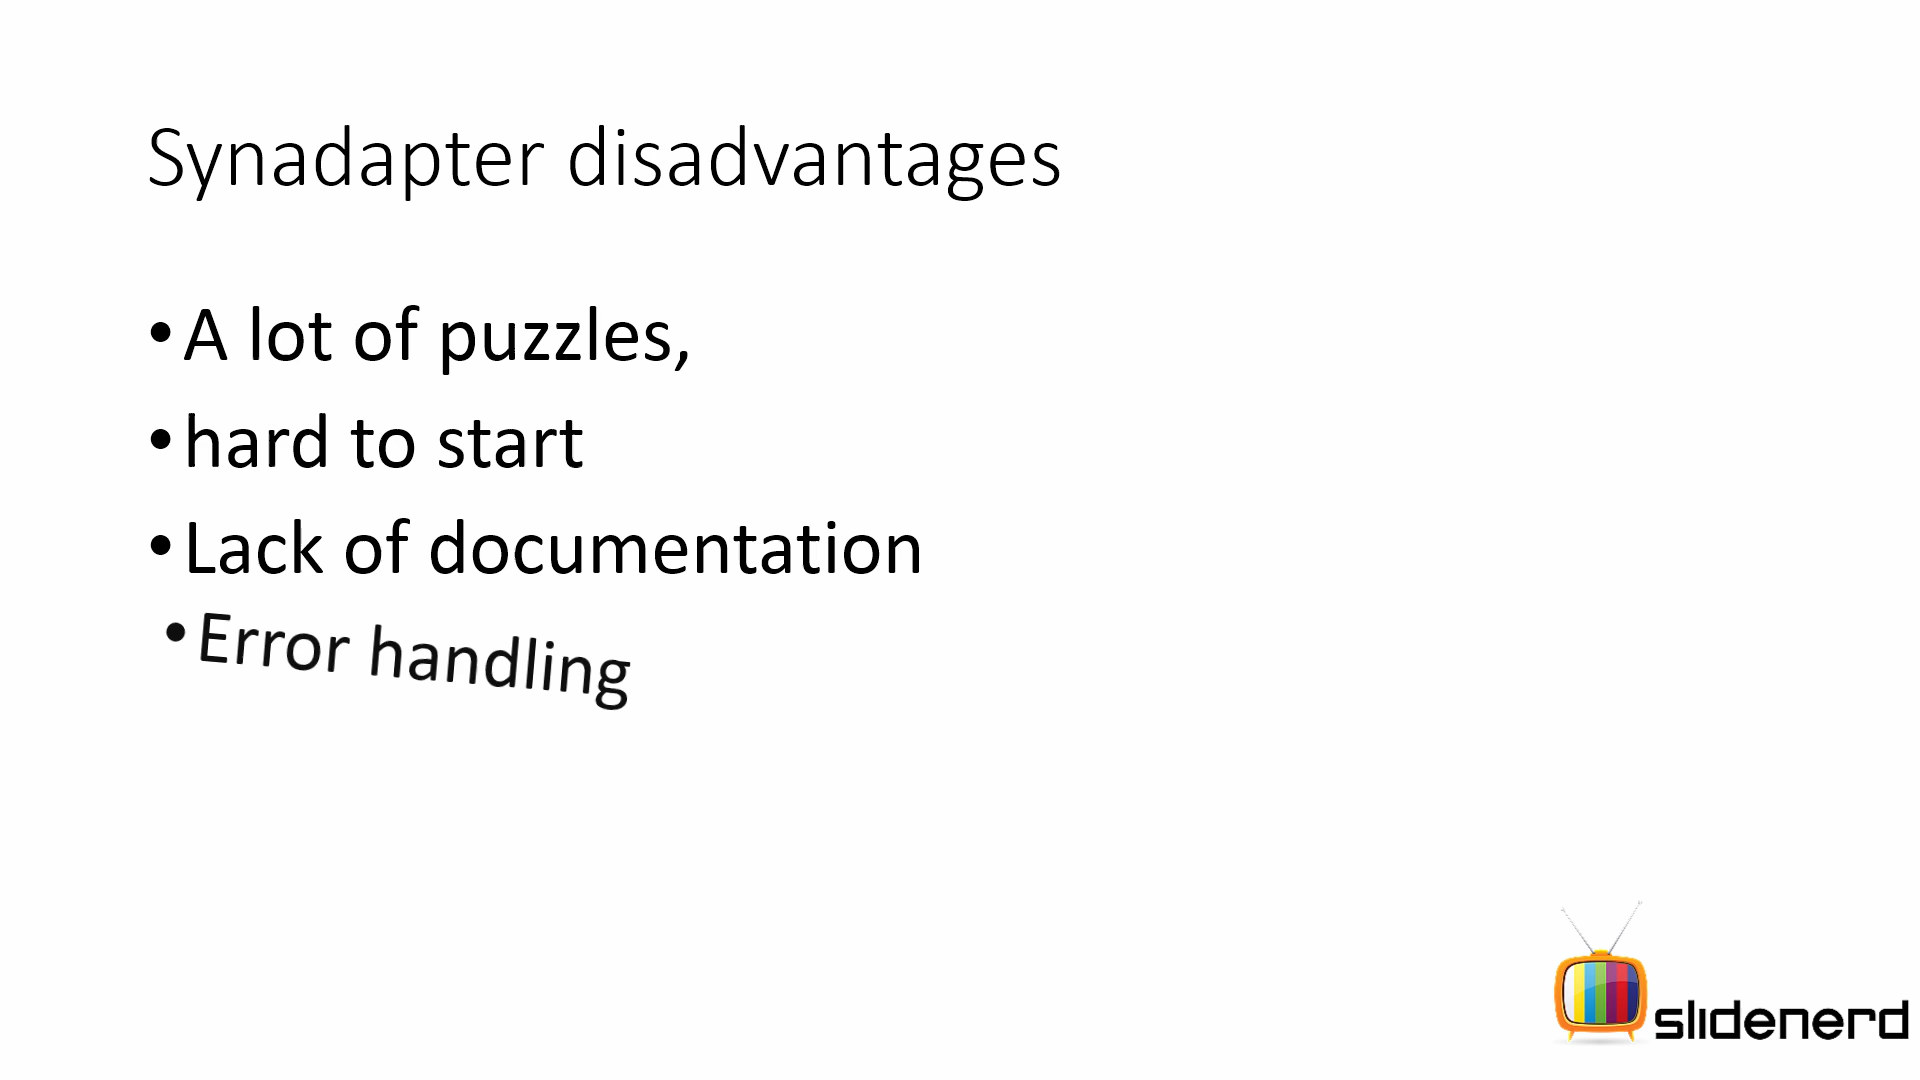 Synadapter disadvantages
•A lot of puzzles,
•hard to start
•Lack of documentation
•Error handling
slidenerd